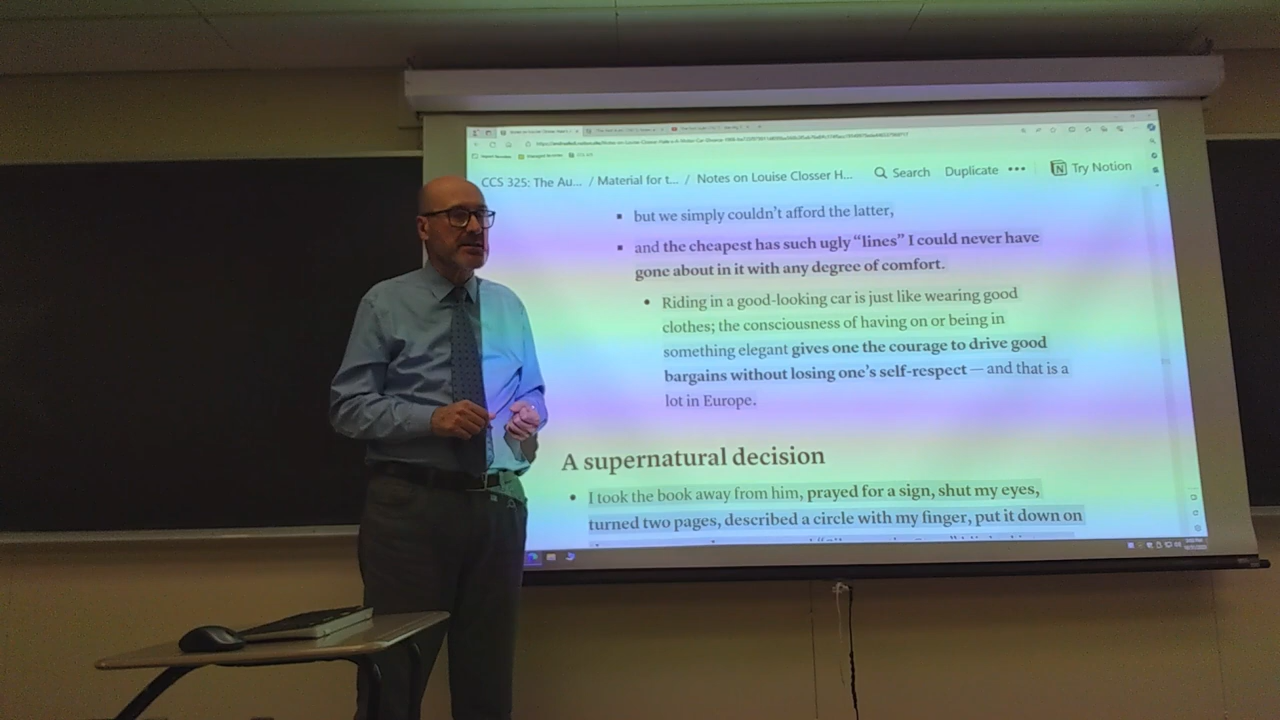 CCS 325: The Au... / Material for t... / Notes on Louise Closser H... Search Duplicate ••• Try Notion
▪ but we simply couldn’t afford the latter,
▪ and the cheapest has such ugly “lines” I could never have
gone about in it with any degree of comfort.
• Riding in a good-looking car is just like wearing good
clothes; the consciousness of having on or being in
something elegant gives one the courage to drive good
bargains without losing one’s self-respect — and that is a
lot in Europe.
A supernatural decision
• I took the book away from him, prayed for a sign, shut my eyes,
turned two pages, described a circle with my finger, put it down on